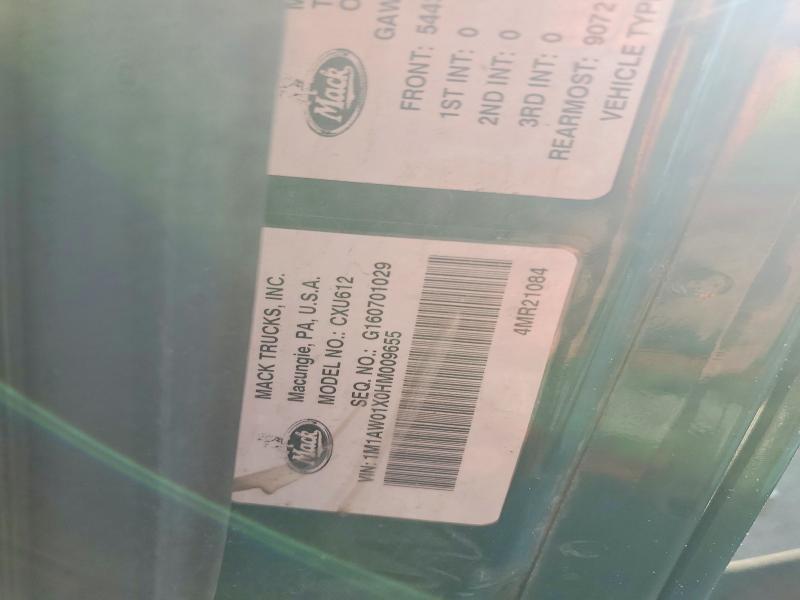 Mack
GAW
FRONT: 544
1ST INT: 0
2ND INT: 0
3RD INT: 0
REARMOST: 9072
VEHICLE TYP
MACK TRUCKS, INC.
Macungie, PA, U.S.A.
MODEL NO.: CXU612
SEQ. NO.: G160701029
Mack
VIN: 1M1AW01X0HM009655
4MR21084